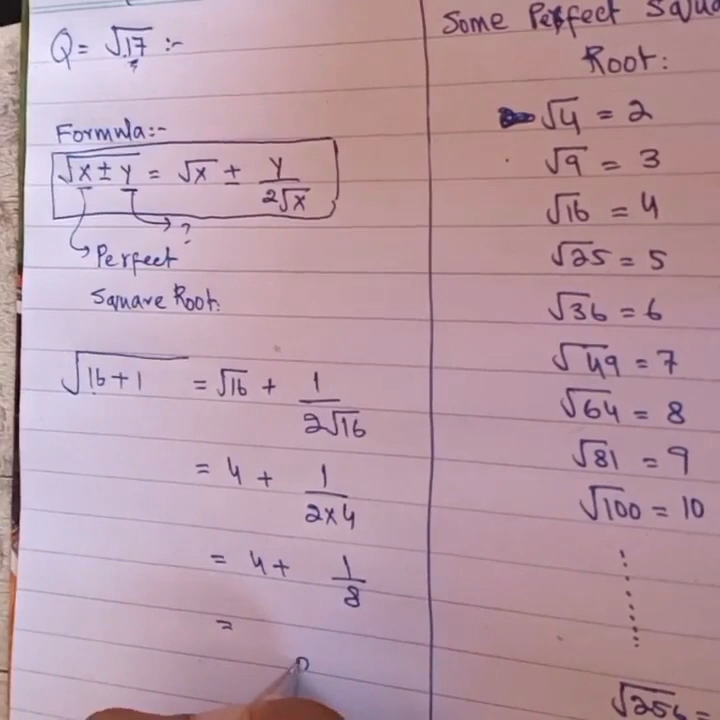 Q = √17 :-
Formula:-
√x ± y = √x ± y/2√x
?
Perfect
Square Root.
√16+1 = √16 + 1/2√16
= 4 + 1/2×4
= 4 + 1/8
=
Some Perfect
Root:
√4 = 2
√9 = 3
√16 = 4
√25 = 5
√36 = 6
√49 = 7
√64 = 8
√81 = 9
√100 = 10